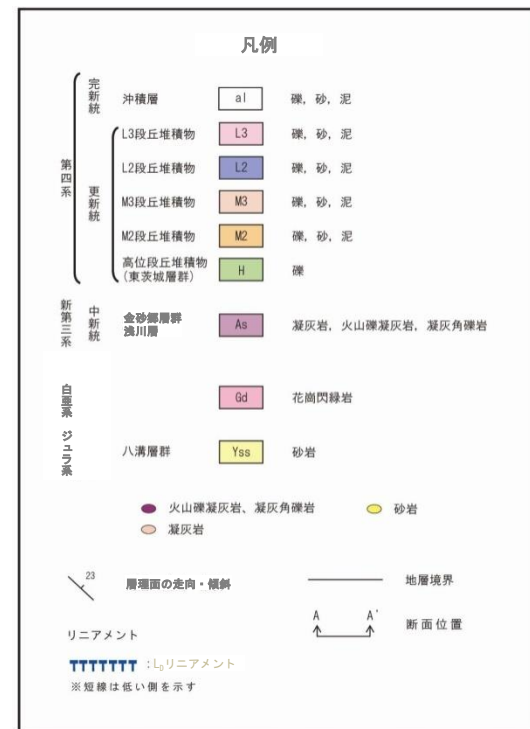 凡例
第四系
完新統
沖積層 al 礫, 砂, 泥
更新統
L3段丘堆積物 L3 礫, 砂, 泥
L2段丘堆積物 L2 礫, 砂, 泥
M3段丘堆積物 M3 礫, 砂, 泥
M2段丘堆積物 M2 礫, 砂, 泥
高位段丘堆積物 H 礫
(東茨城層群)
新第三系
中新統
金砂郷層群
浅川層 As 凝灰岩, 火山礫凝灰岩, 凝灰角礫岩
白亜系
Gd 花崗閃緑岩
ジュラ系
八溝層群 Yss 砂岩
火山礫凝灰岩、凝灰角礫岩 砂岩
凝灰岩
23 層理面の走向・傾斜 地層境界
A A' 断面位置
リニアメント
:LDリニアメント
※短線は低い側を示す